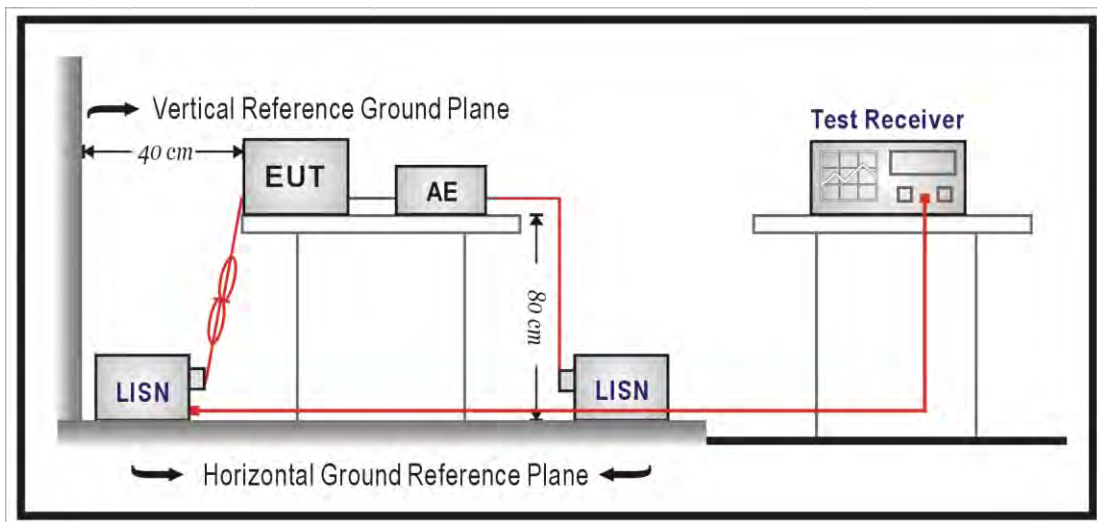 Vertical Reference Ground Plane
Test Receiver
40 cm
EUT
AE
80 cm
LISN
LISN
Horizontal Ground Reference Plane